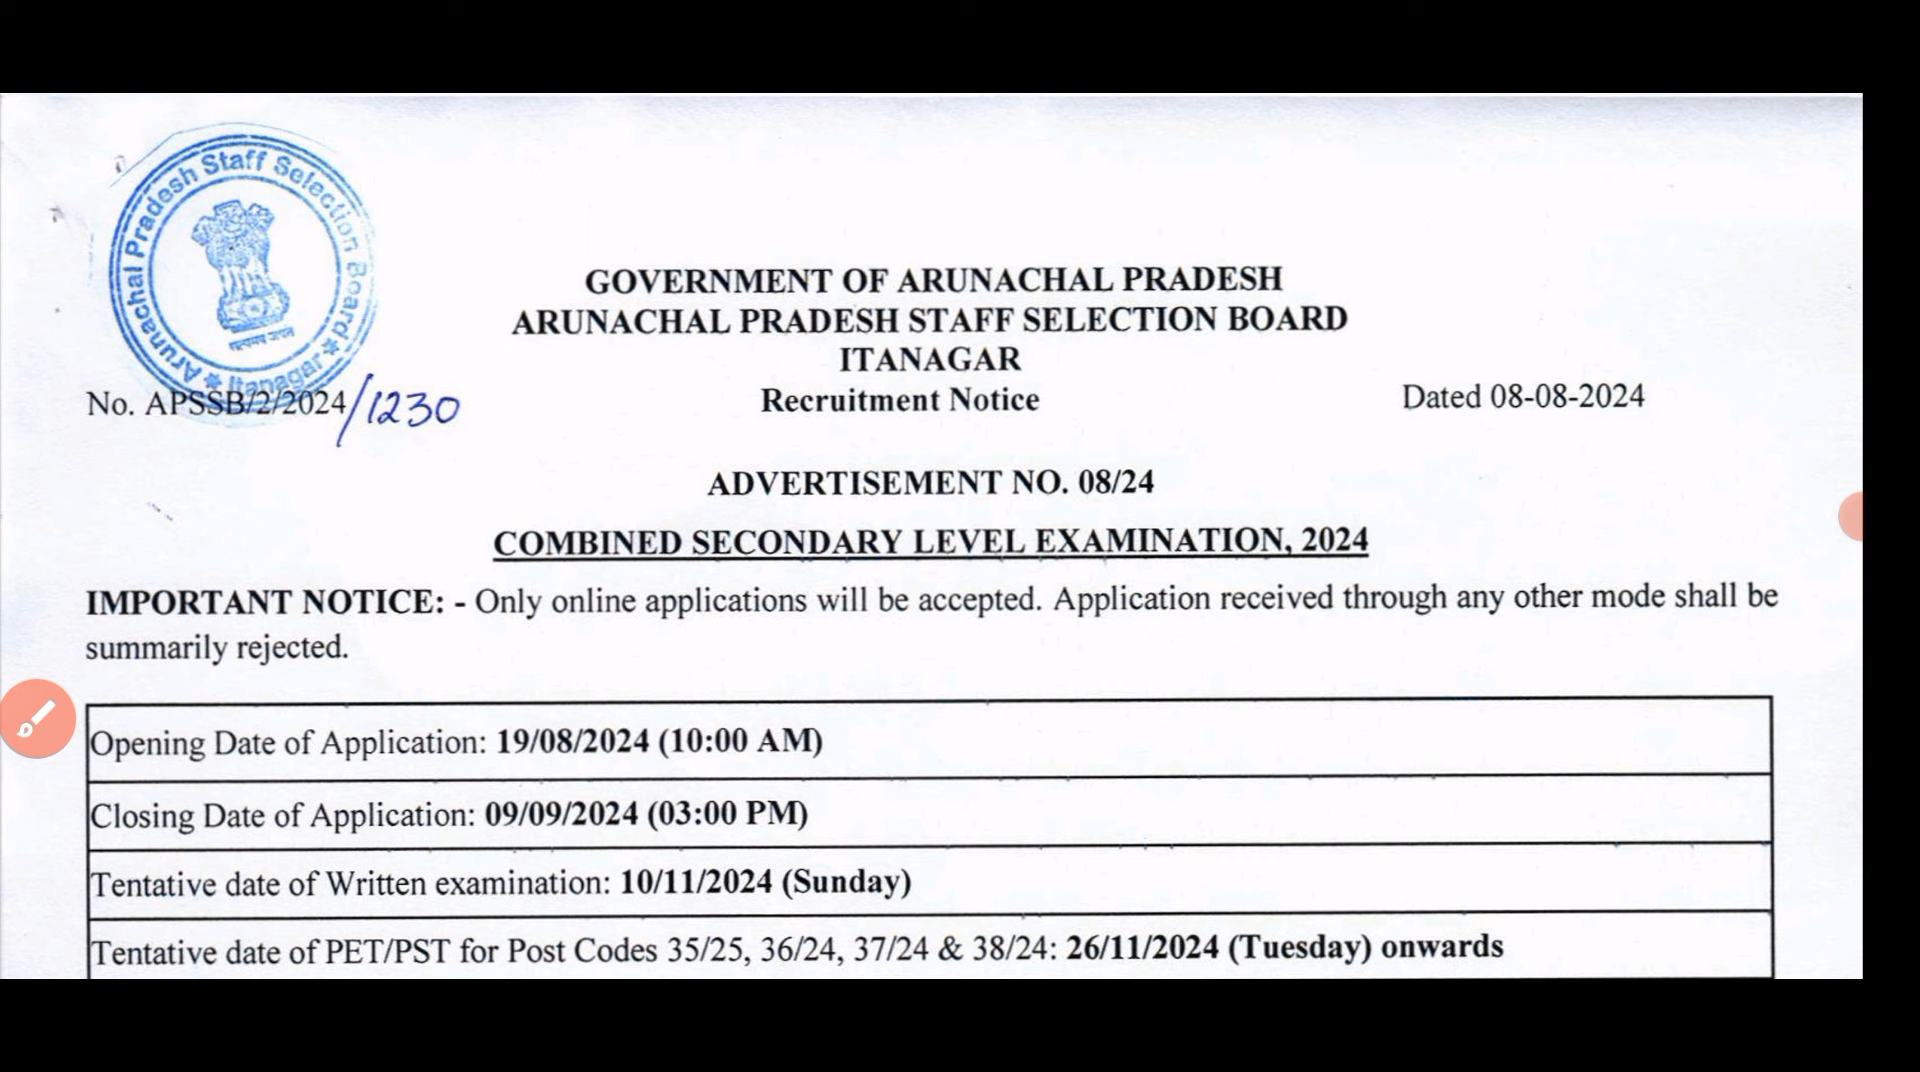 Arunachal Pradesh Staff Selection Board
★ Itanagar ★
GOVERNMENT OF ARUNACHAL PRADESH
ARUNACHAL PRADESH STAFF SELECTION BOARD
ITANAGAR
No. APSSB/2/2024/1230 Recruitment Notice Dated 08-08-2024
ADVERTISEMENT NO. 08/24
COMBINED SECONDARY LEVEL EXAMINATION, 2024
IMPORTANT NOTICE: - Only online applications will be accepted. Application received through any other mode shall be
summarily rejected.
Opening Date of Application: 19/08/2024 (10:00 AM)
Closing Date of Application: 09/09/2024 (03:00 PM)
Tentative date of Written examination: 10/11/2024 (Sunday)
Tentative date of PET/PST for Post Codes 35/25, 36/24, 37/24 & 38/24: 26/11/2024 (Tuesday) onwards